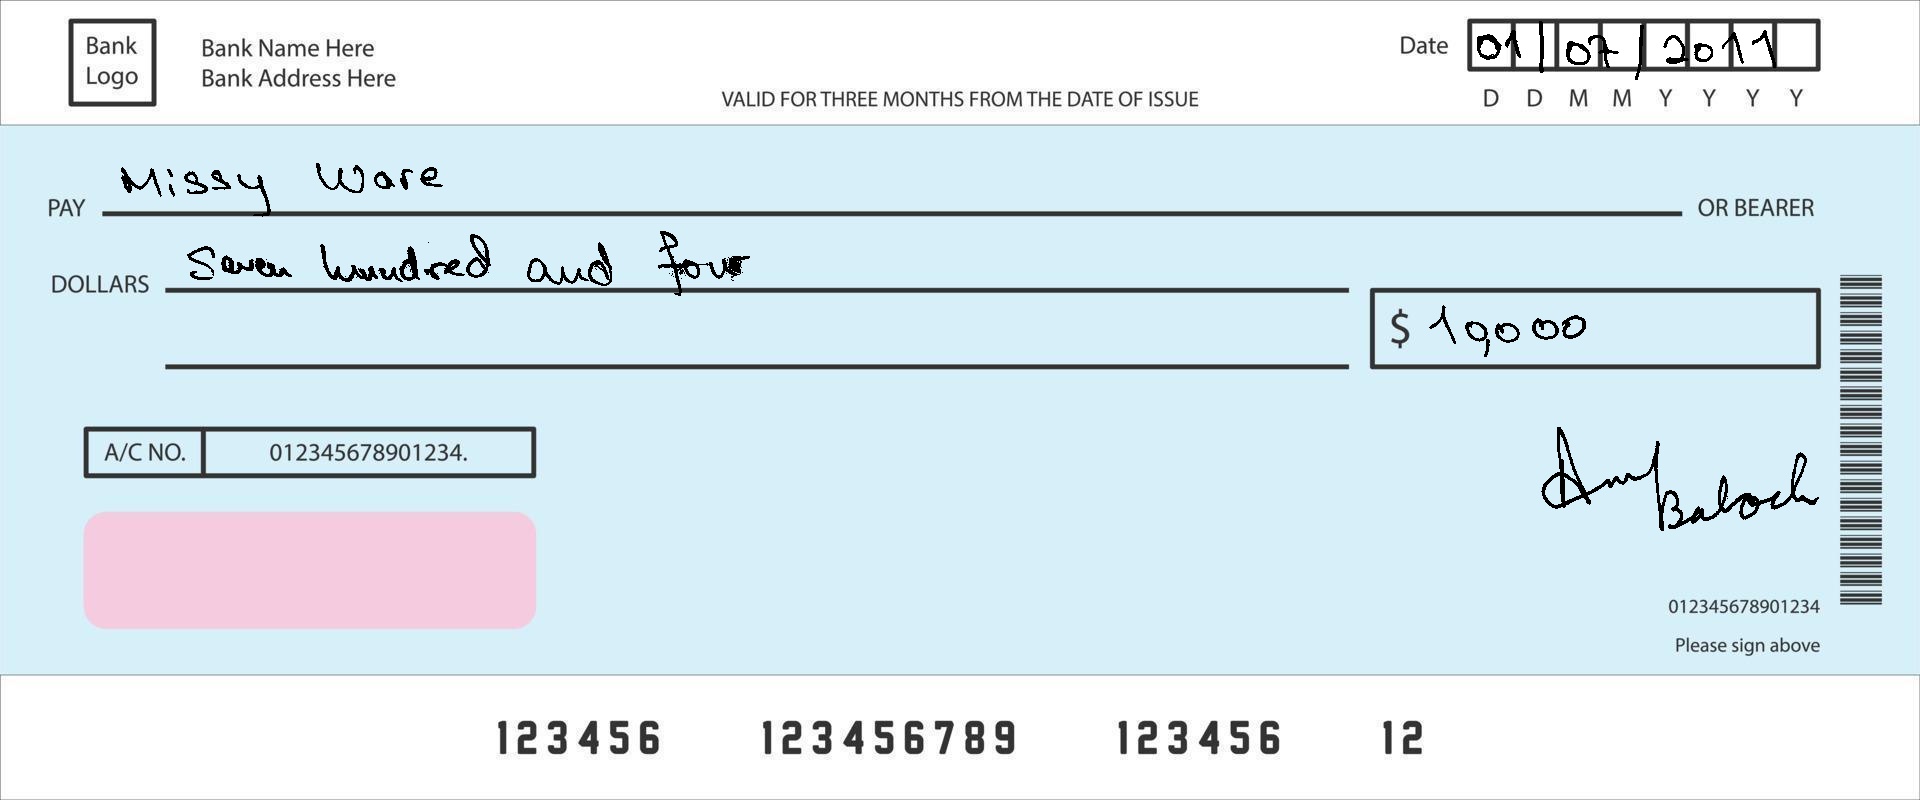 Bank Logo
Bank Name Here
Bank Address Here
VALID FOR THREE MONTHS FROM THE DATE OF ISSUE
Date 01/07/2011
D D M M Y Y Y Y
PAY Missy Ware OR BEARER
DOLLARS Seven hundred and four
$ 10,000
A/C NO. 012345678901234.
Baloch
012345678901234
Please sign above
123456 123456789 123456 12